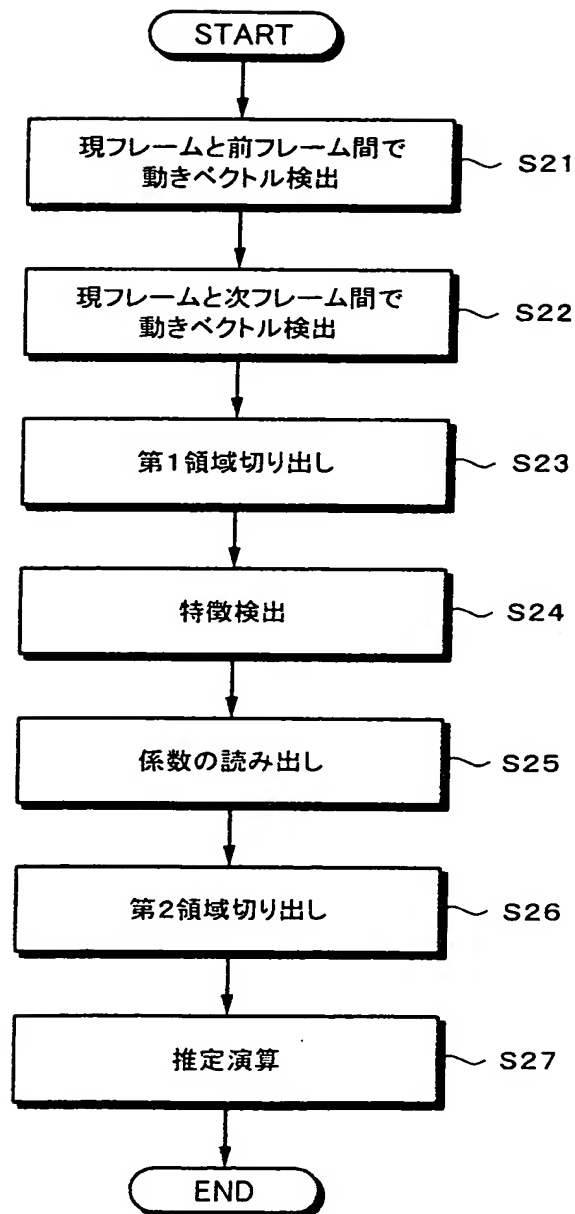 START
現フレームと前フレーム間で
動きベクトル検出
S21
現フレームと次フレーム間で
動きベクトル検出
S22
第1領域切り出し
S23
特徴検出
S24
係数の読み出し
S25
第2領域切り出し
S26
推定演算
S27
END